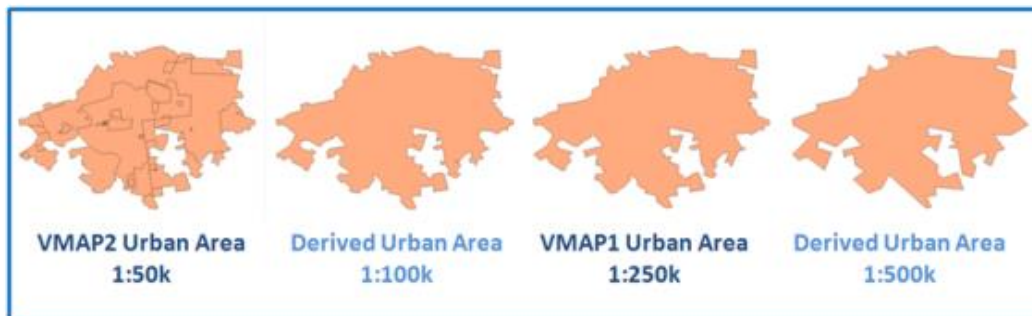 VMAP2 Urban Area
1:50k
Derived Urban Area
1:100k
VMAP1 Urban Area
1:250k
Derived Urban Area
1:500k